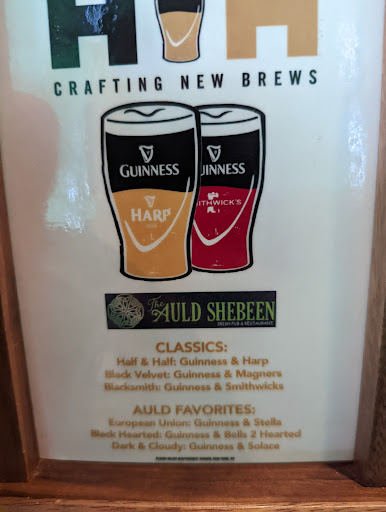 H H
CRAFTING NEW BREWS
GUINNESS
UINNESS
HARP
ITHWICK'S
The AULD SHEBEEN
IRISH PUB & RESTAURANT
CLASSICS:
Half & Half: Guinness & Harp
Black Velvet: Guinness & Magners
Blacksmith: Guinness & Smithwicks
AULD FAVORITES:
European Union: Guinness & Stella
Black Hearted: Guinness & Bells 2 Hearted
Dark & Cloudy: Guinness & Solace